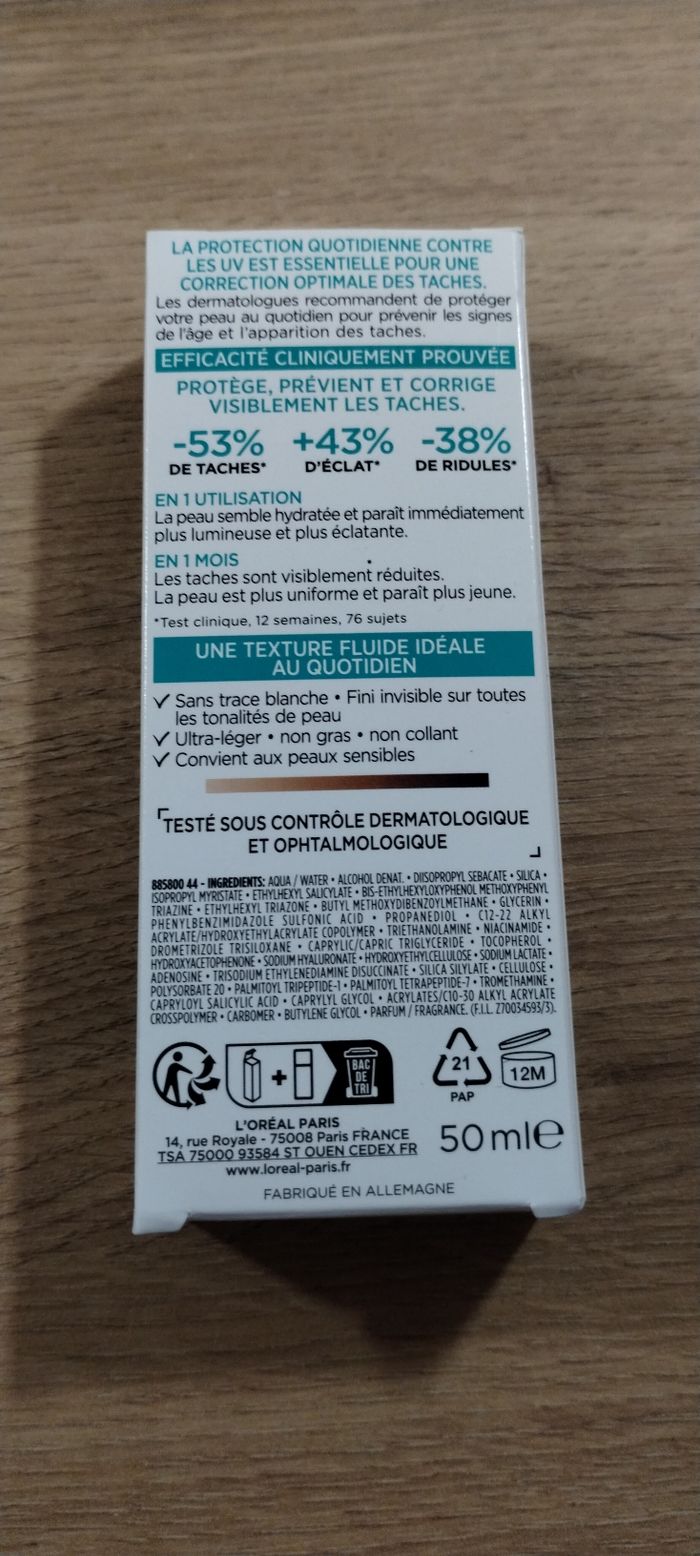 LA PROTECTION QUOTIDIENNE CONTRE
LES UV EST ESSENTIELLE POUR UNE
CORRECTION OPTIMALE DES TACHES.
Les dermatologues recommandent de protéger
votre peau au quotidien pour prévenir les signes
de l'âge et l'apparition des taches.
EFFICACITÉ CLINIQUEMENT PROUVÉE
PROTÈGE, PRÉVIENT ET CORRIGE
VISIBLEMENT LES TACHES.
-53% +43% -38%
DE TACHES* D'ÉCLAT* DE RIDULES*
EN 1 UTILISATION
La peau semble hydratée et paraît immédiatement
plus lumineuse et plus éclatante.
EN 1 MOIS
Les taches sont visiblement réduites.
La peau est plus uniforme et paraît plus jeune.
*Test clinique, 12 semaines, 76 sujets
UNE TEXTURE FLUIDE IDÉALE
AU QUOTIDIEN
✓ Sans trace blanche • Fini invisible sur toutes
les tonalités de peau
✓ Ultra-léger • non gras • non collant
✓ Convient aux peaux sensibles
TESTÉ SOUS CONTRÔLE DERMATOLOGIQUE
ET OPHTALMOLOGIQUE
885800 44 - INGREDIENTS: AQUA / WATER • ALCOHOL DENAT. • DIISOPROPYL SEBACATE • SILICA •
ISOPROPYL MYRISTATE • ETHYLHEXYL SALICYLATE • BIS-ETHYLHEXYLOXYPHENOL METHOXYPHENYL
TRIAZINE • ETHYLHEXYL TRIAZONE • BUTYL METHOXYDIBENZOYLMETHANE • GLYCERIN •
PHENYLBENZIMIDAZOLE SULFONIC ACID • PROPANEDIOL • C12-22 ALKYL
ACRYLATE/HYDROXYETHYLACRYLATE COPOLYMER • TRIETHANOLAMINE • NIACINAMIDE •
DROMETRIZOLE TRISILOXANE • CAPRYLIC/CAPRIC TRIGLYCERIDE • TOCOPHEROL •
HYDROXYACETOPHENONE • SODIUM HYALURONATE • HYDROXYETHYLCELLULOSE • SODIUM LACTATE •
ADENOSINE • TRISODIUM ETHYLENEDIAMINE DISUCCINATE • SILICA SILYLATE • CELLULOSE •
POLYSORBATE 20 • PALMITOYL TRIPEPTIDE-1 • PALMITOYL TETRAPEPTIDE-7 • TROMETHAMINE •
CAPRYLOYL SALICYLIC ACID • CAPRYLYL GLYCOL • ACRYLATES/C10-30 ALKYL ACRYLATE
CROSSPOLYMER • CARBOMER • BUTYLENE GLYCOL • PARFUM / FRAGRANCE. (F.I.L. Z70034593/3).
+ BAC
DE
TRI
21
PAP
12M
L'ORÉAL PARIS
14, rue Royale - 75008 Paris FRANCE
TSA 75000 93584 ST OUEN CEDEX FR
www.loreal-paris.fr
50 ml e
FABRIQUÉ EN ALLEMAGNE